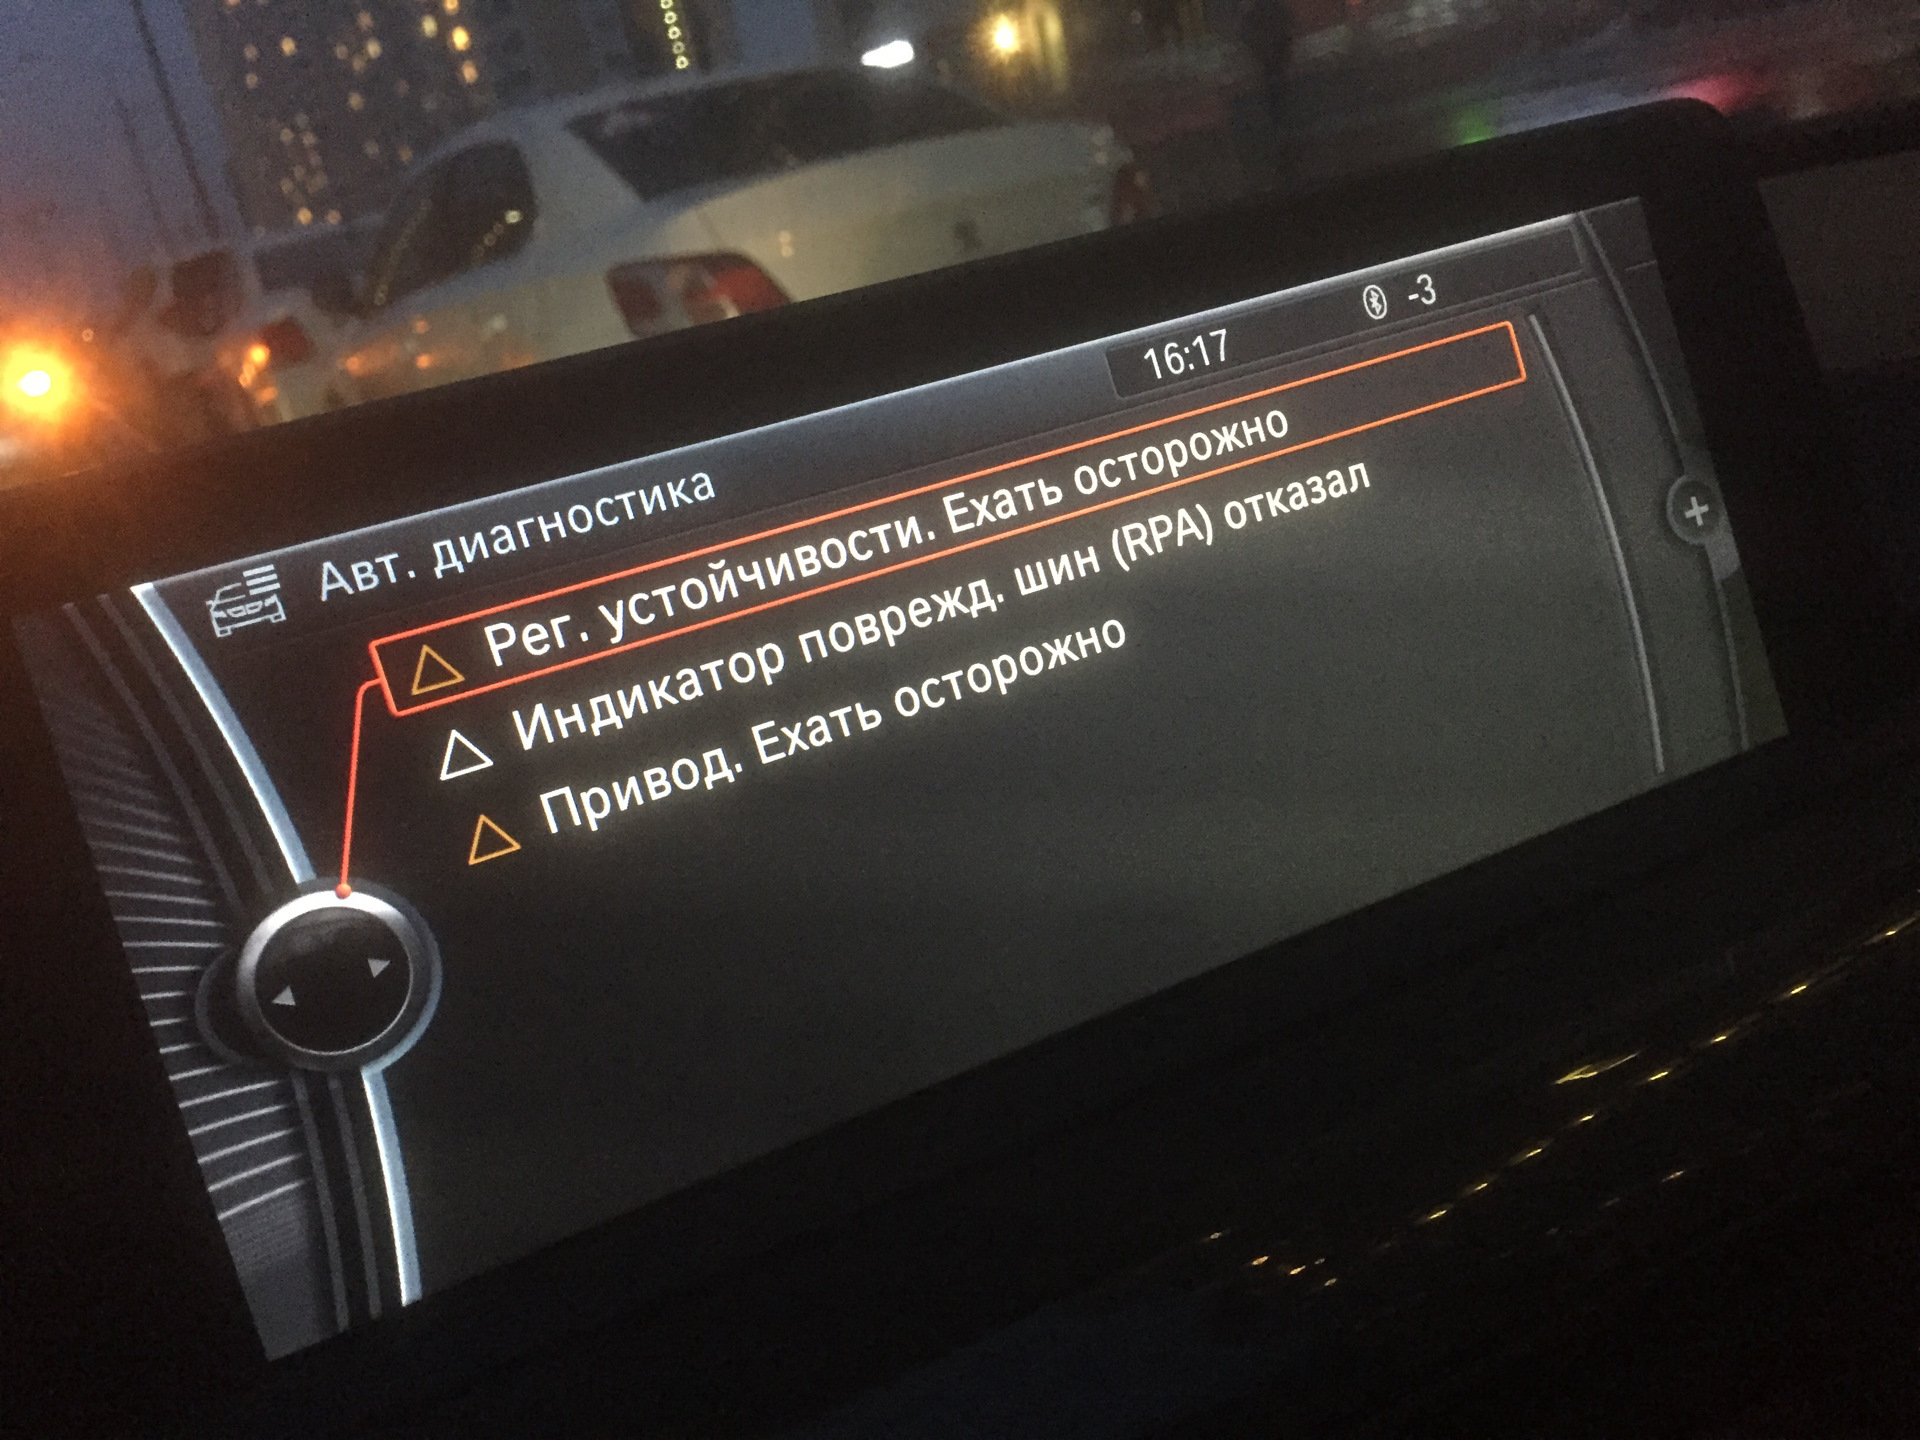 16:17 -3
Авт. диагностика
Рег. устойчивости. Ехать осторожно
Индикатор поврежд. шин (RPA) отказал
Привод. Ехать осторожно